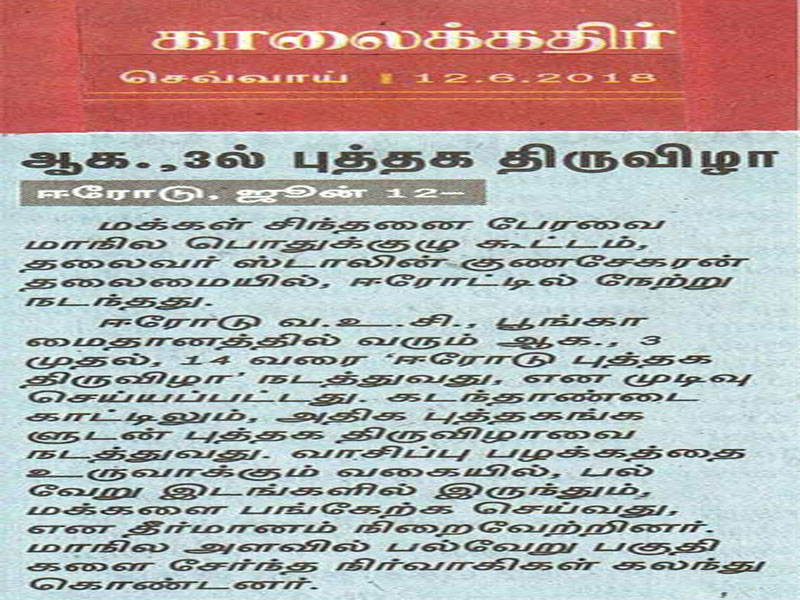 காலைக்கதிர்
செவ்வாய் 12.6.2018
ஆக.,3ல் புத்தக திருவிழா
ஈரோடு, ஜூன் 12–
மக்கள் சிந்தனை பேரவை
மாநில பொதுக்குழு கூட்டம்,
தலைவர் ஸ்டாலின் குணசேகரன்
தலைமையில், ஈரோட்டில் நேற்று
நடந்தது.
ஈரோடு வ.உ.சி., பூங்கா
மைதானத்தில் வரும் ஆக., 3
முதல், 14 வரை ‘ஈரோடு புத்தக
திருவிழா’ நடத்துவது, என முடிவு
செய்யப்பட்டது. கடந்தாண்டை
காட்டிலும், அதிக புத்தகங்க
ளுடன் புத்தக திருவிழாவை
நடத்துவது. வாசிப்பு பழக்கத்தை
உருவாக்கும் வகையில், பல்
வேறு இடங்களில் இருந்தும்,
மக்களை பங்கேற்க செய்வது,
என தீர்மானம் நிறைவேற்றினர்.
மாநில அளவில் பல்வேறு பகுதி
களை சேர்ந்த நிர்வாகிகள் கலந்து
கொண்டனர்.